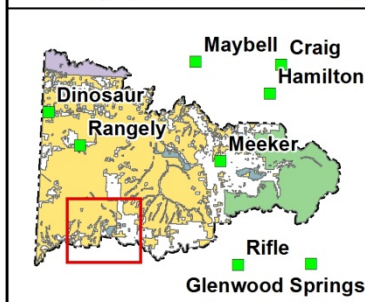 Maybell
Craig
Hamilton
Dinosaur
Rangely
Meeker
Rifle
Glenwood Springs